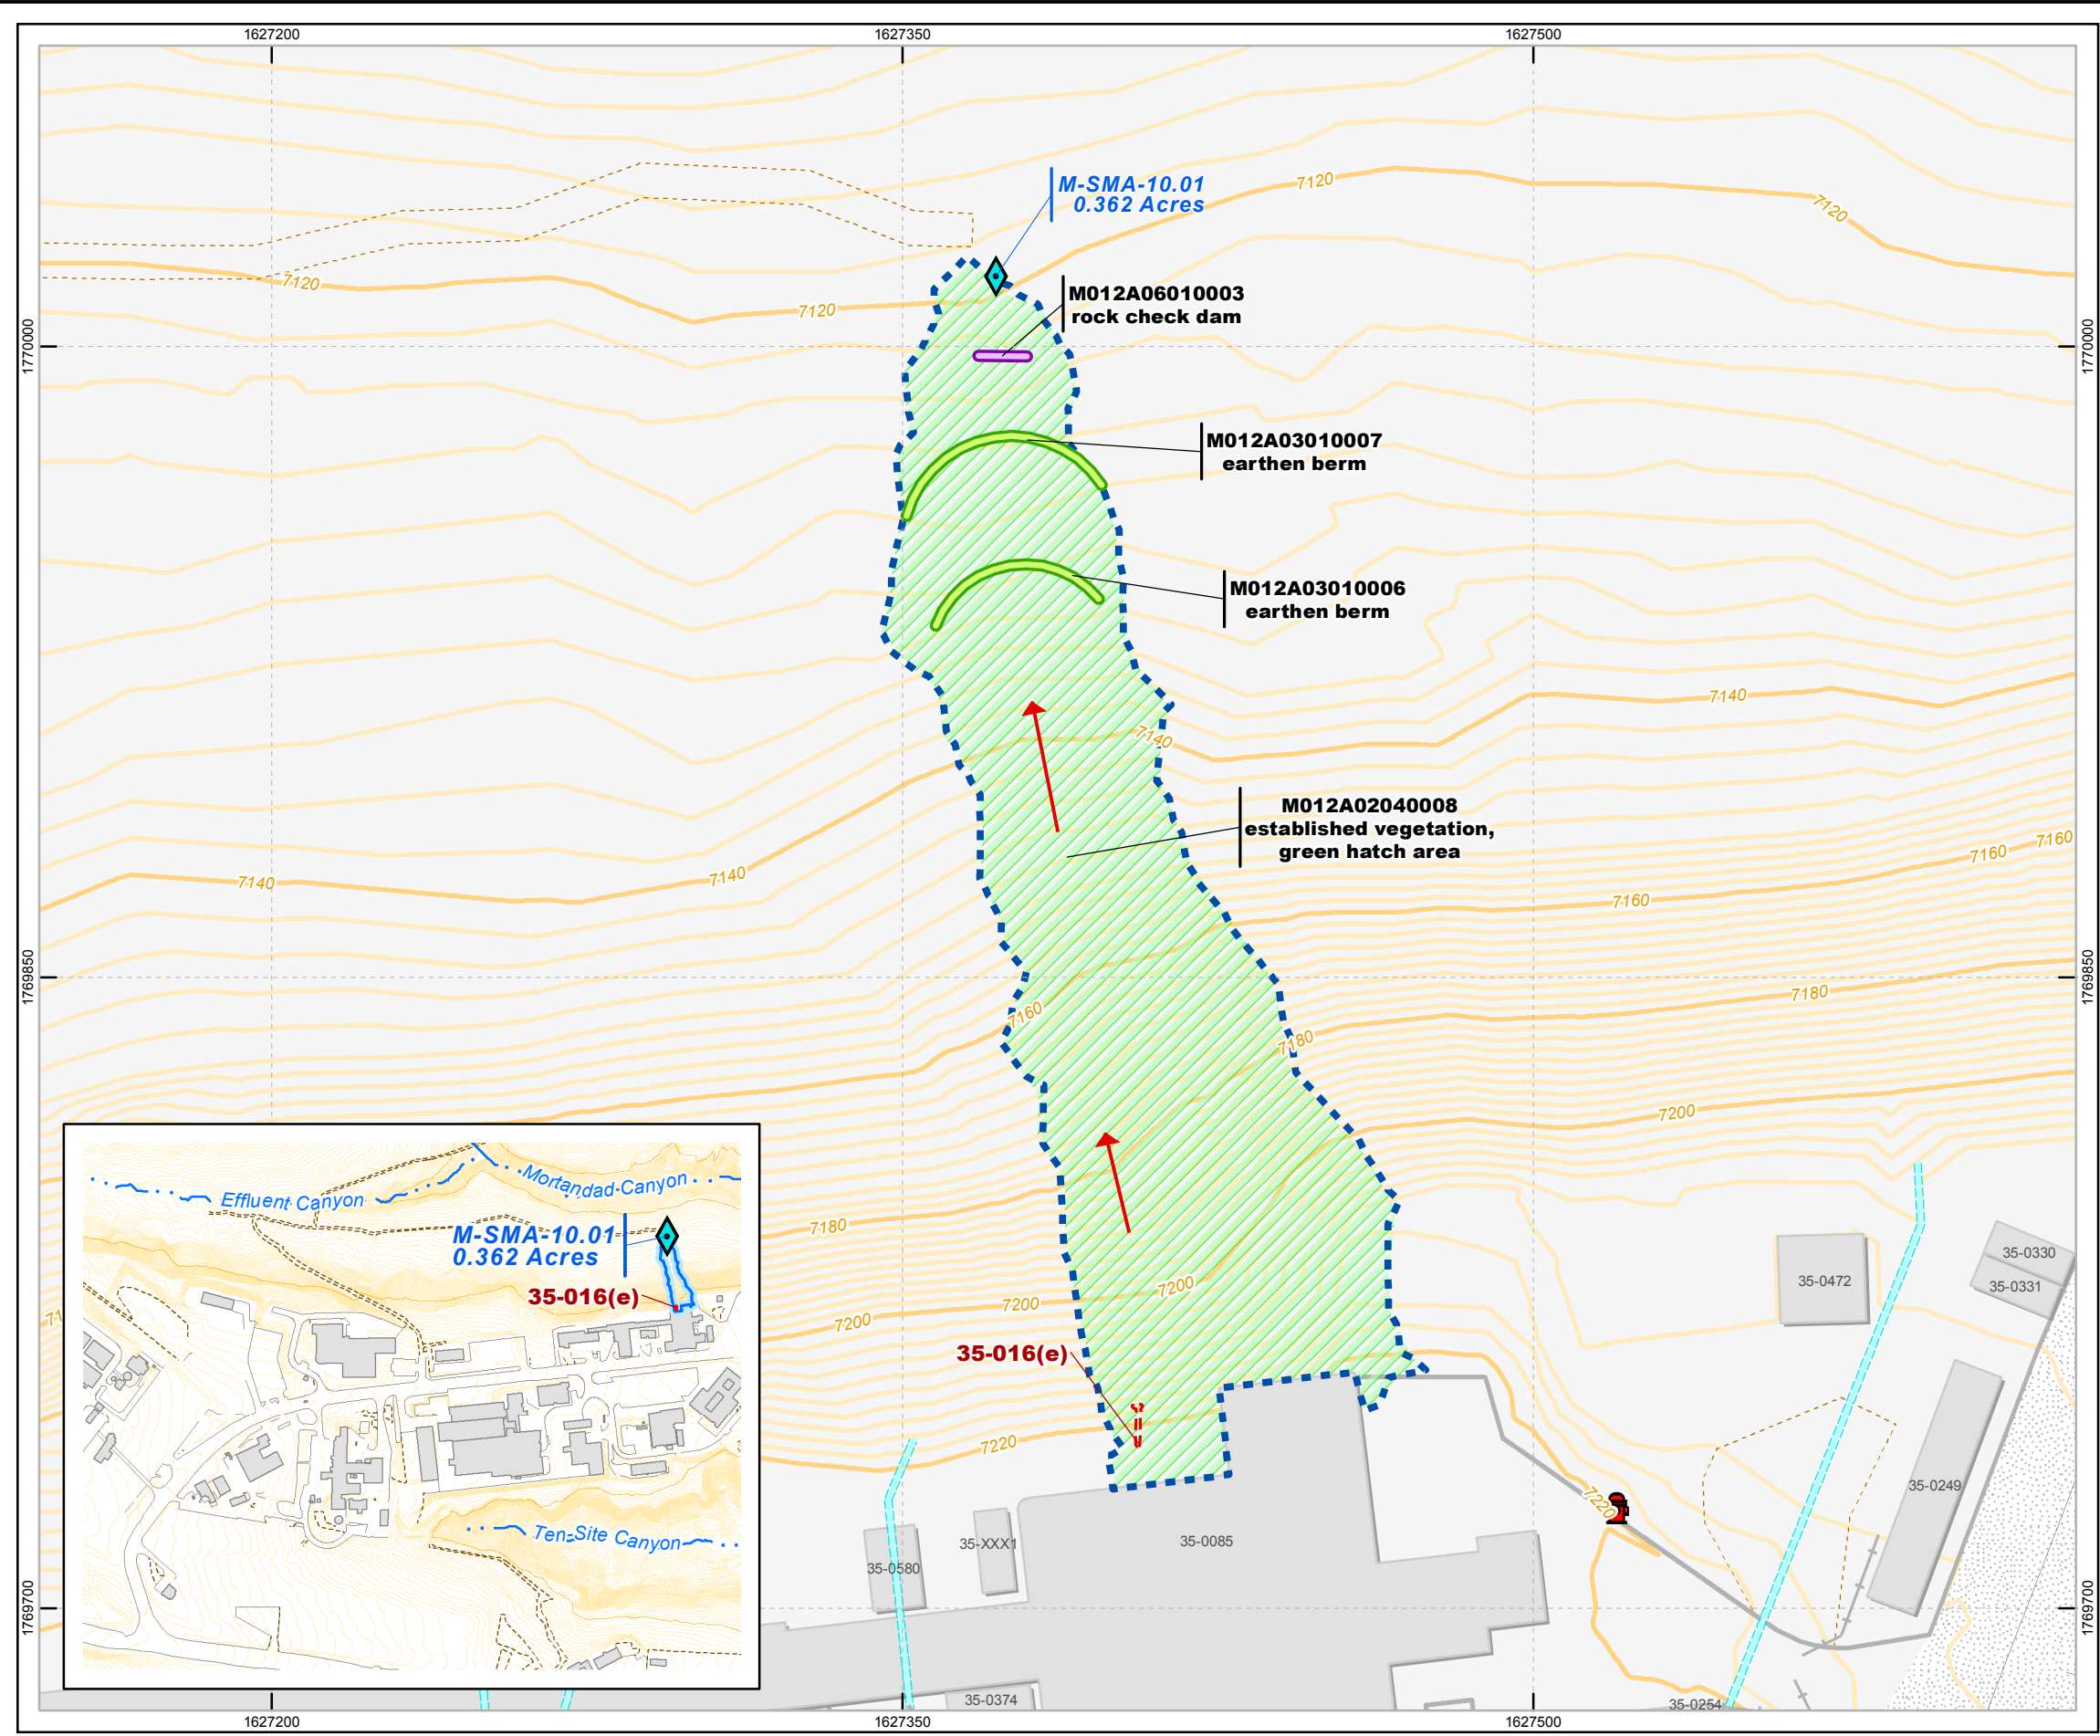 1627200
1627350
1627500
M-SMA-10.01
0.362 Acres
7120
7120
7120
7120
M012A06010003
rock check dam
1770000
1770000
M012A03010007
earthen berm
M012A03010006
earthen berm
7140
7140
M012A02040008
established vegetation,
green hatch area
7140
7140
7160
7160
7160
1769850
1769850
7180
7160
7180
7200
7180
7200
7200
7200
Effluent Canyon
Mortandad Canyon
M-SMA-10.01
0.362 Acres
35-016(e)
Ten-Site Canyon
35-016(e)
7220
7220
35-0472
35-0330
35-0331
35-0249
35-0580
35-XXX1
35-0085
1769700
1769700
35-0374
35-0254
1627200
1627350
1627500